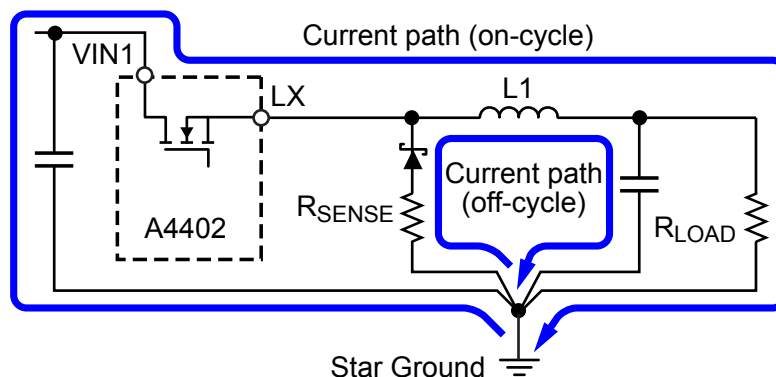 Current path (on-cycle)
VIN1
LX
L1
Current path
(off-cycle)
RSENSE
A4402
RLOAD
Star Ground